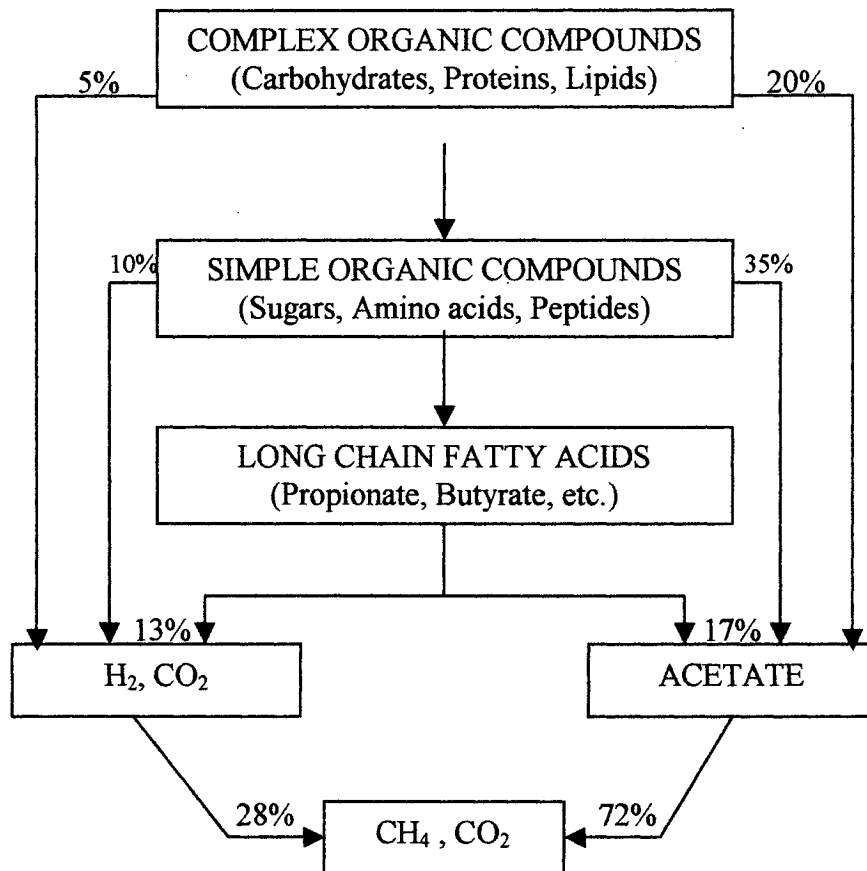 COMPLEX ORGANIC COMPOUNDS
(Carbohydrates, Proteins, Lipids)
5%
20%
10%
SIMPLE ORGANIC COMPOUNDS
(Sugars, Amino acids, Peptides)
35%
LONG CHAIN FATTY ACIDS
(Propionate, Butyrate, etc.)
13%
17%
H₂, CO₂
ACETATE
28%
CH₄ , CO₂
72%